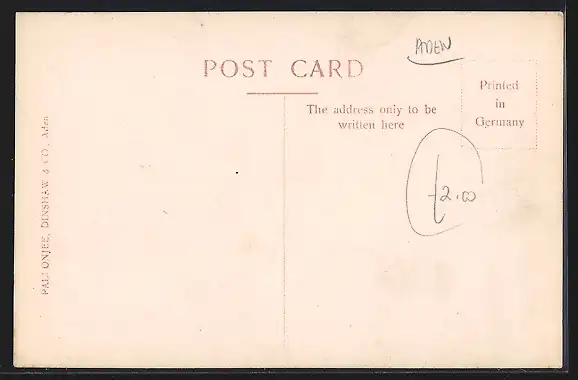 ADEN
POST CARD
Printed
in
Germany
The address only to be
written here
£2.00
PALLONJEE, DINSHAW & CO., Aden